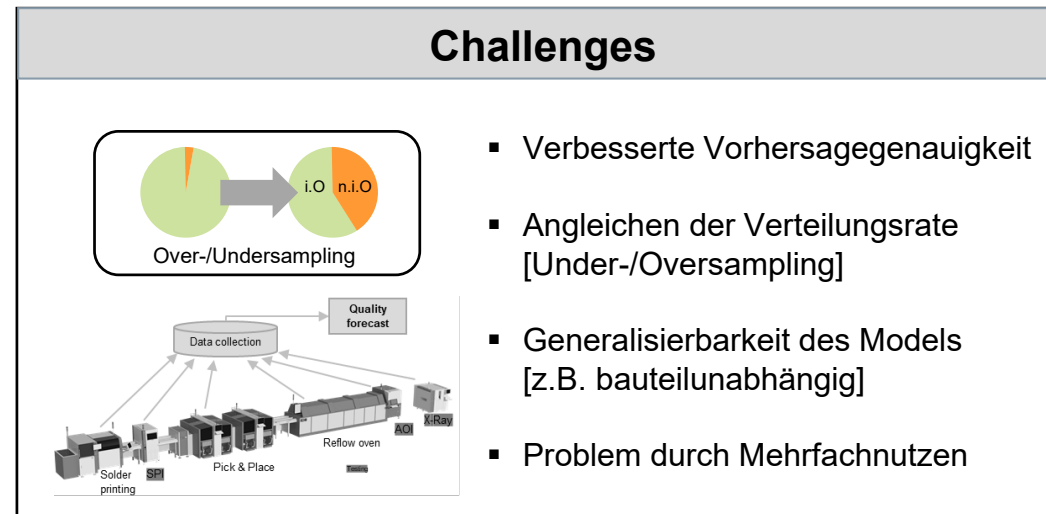 Challenges
i.O n.i.O
Over-/Undersampling
Quality
forecast
Data collection
Solder
printing
SPI
Pick & Place
Reflow oven
Testing
AOI
X-Ray
▪ Verbesserte Vorhersagegenauigkeit
▪ Angleichen der Verteilungsrate
[Under-/Oversampling]
▪ Generalisierbarkeit des Models
[z.B. bauteilunabhängig]
▪ Problem durch Mehrfachnutzen